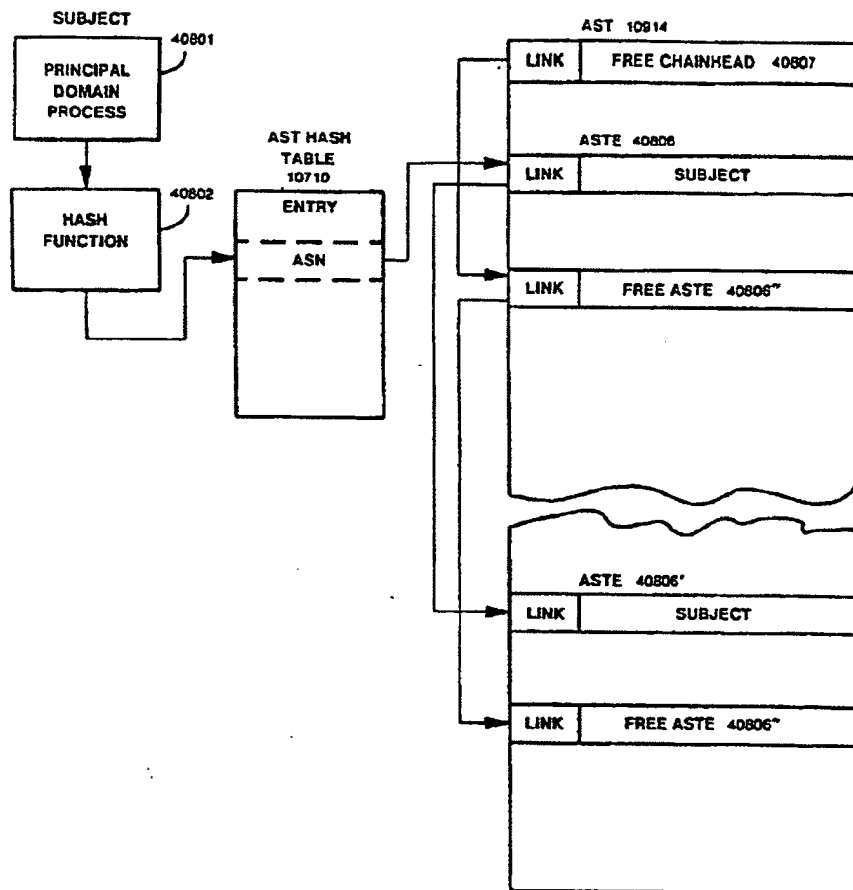 SUBJECT
40801
PRINCIPAL
DOMAIN
PROCESS
40802
HASH
FUNCTION
AST HASH
TABLE
10710
ENTRY
ASN
AST 10914
LINK FREE CHAINHEAD 40807
ASTE 40806
LINK SUBJECT
LINK FREE ASTE 40806"
ASTE 40806'
LINK SUBJECT
LINK FREE ASTE 40806"